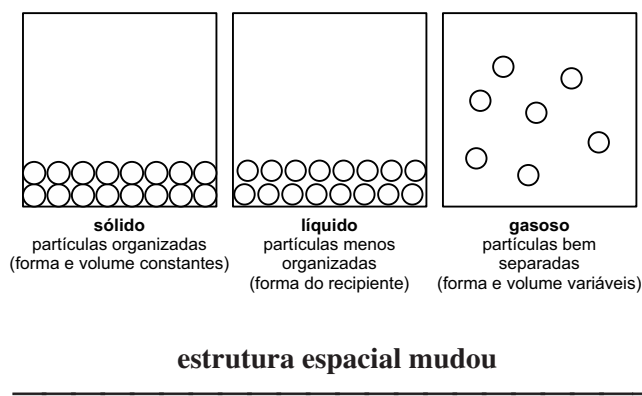 sólido
partículas organizadas
(forma e volume constantes)
líquido
partículas menos
organizadas
(forma do recipiente)
gasoso
partículas bem
separadas
(forma e volume variáveis)
estrutura espacial mudou